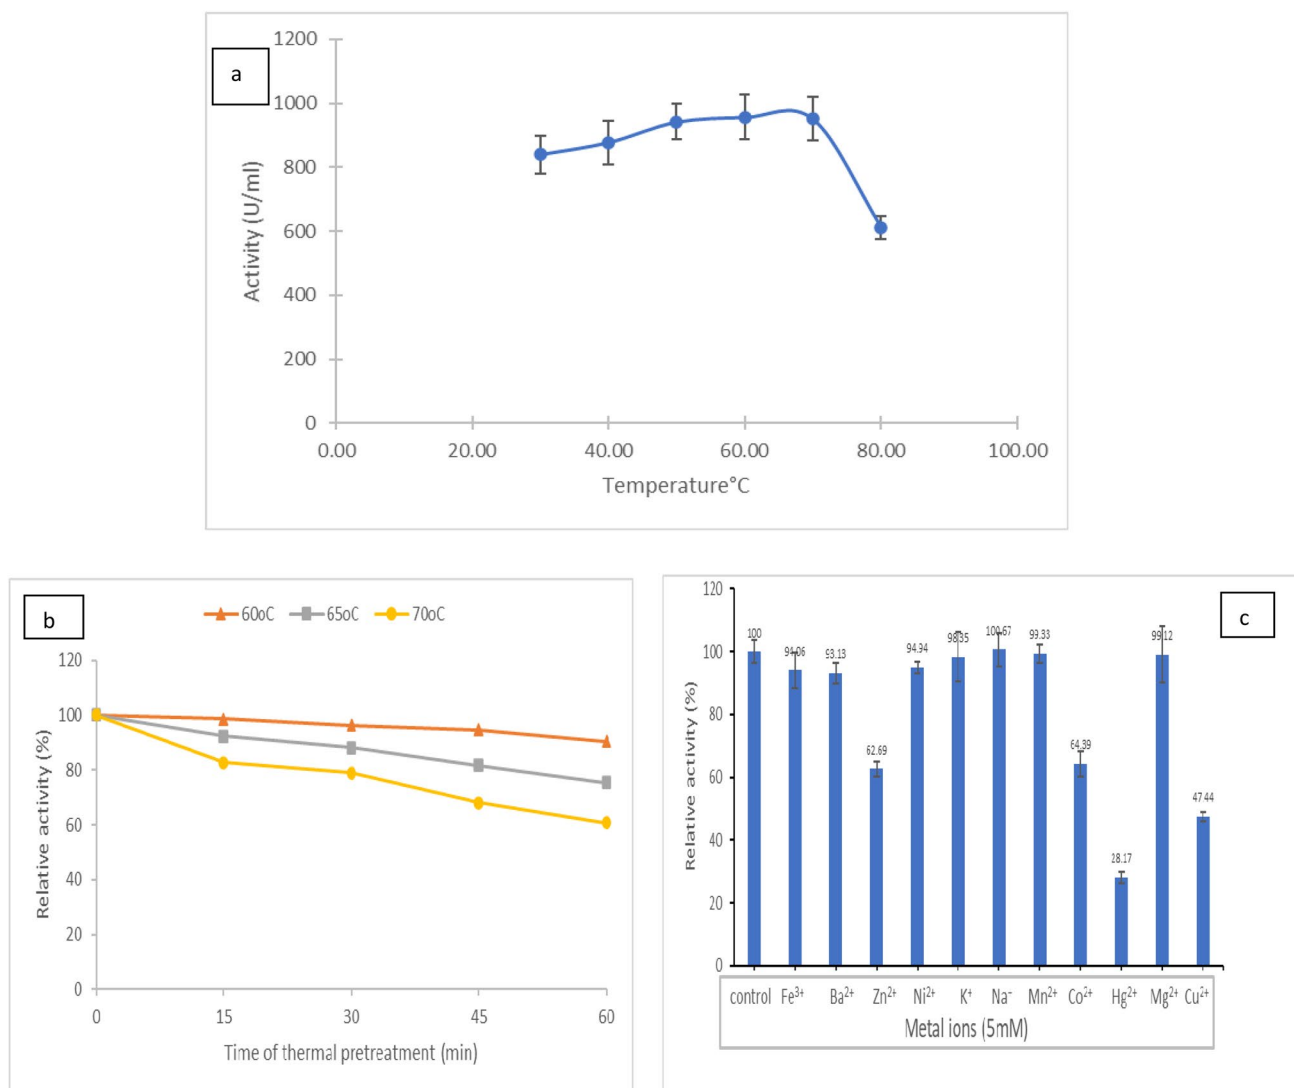 a
1200
1000
800
600
400
200
0
Activity (U/ml)
0.00 20.00 40.00 60.00 80.00 100.00
Temperature°C
b
60oC 65oC 70oC
120
100
80
60
40
20
0
Relative activity (%)
0 15 30 45 60
Time of thermal pretreatment (min)
c
120
100
80
60
40
20
0
Relative activity (%)
100 94.06 93.13 62.69 94.94 98.35 100.67 99.33 64.39 28.17 99.12 47.44
control Fe³⁺ Ba²⁺ Zn²⁺ Ni²⁺ K⁺ Na⁻ Mn²⁺ Co²⁺ Hg²⁺ Mg²⁺ Cu²⁺
Metal ions (5mM)